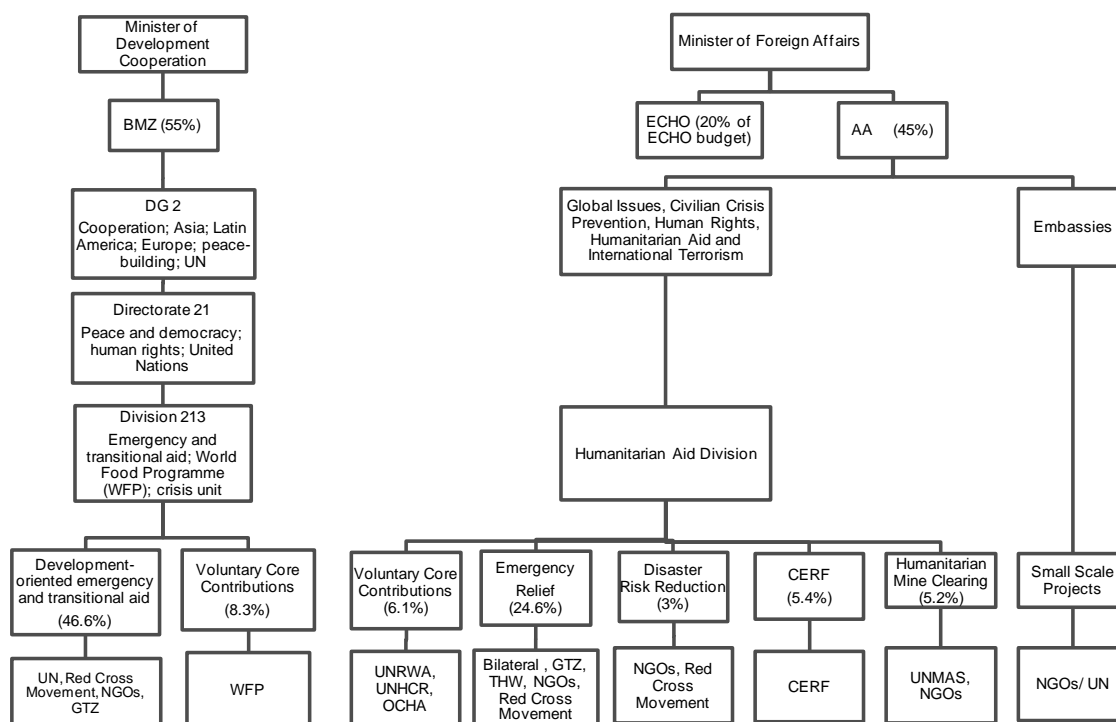 Minister of
Development
Cooperation
BMZ (55%)
DG 2
Cooperation; Asia; Latin
America; Europe; peace-
building; UN
Directorate 21
Peace and democracy;
human rights; United
Nations
Division 213
Emergency and
transitional aid; World
Food Programme
(WFP); crisis unit
Development-
oriented emergency
and transitional aid
(46.6%)
Voluntary Core
Contributions
(8.3%)
UN, Red Cross
Movement, NGOs,
GTZ
WFP
Minister of Foreign Affairs
ECHO (20% of
ECHO budget)
AA (45%)
Global Issues, Civilian Crisis
Prevention, Human Rights,
Humanitarian Aid and
International Terrorism
Embassies
Humanitarian Aid Division
Voluntary Core
Contributions
(6.1%)
Emergency
Relief
(24.6%)
Disaster
Risk Reduction
(3%)
CERF
(5.4%)
Humanitarian
Mine Clearing
(5.2%)
Small Scale
Projects
UNRWA,
UNHCR,
OCHA
Bilateral , GTZ,
THW, NGOs,
Red Cross
Movement
NGOs, Red
Cross
Movement
CERF
UNMAS,
NGOs
NGOs/ UN